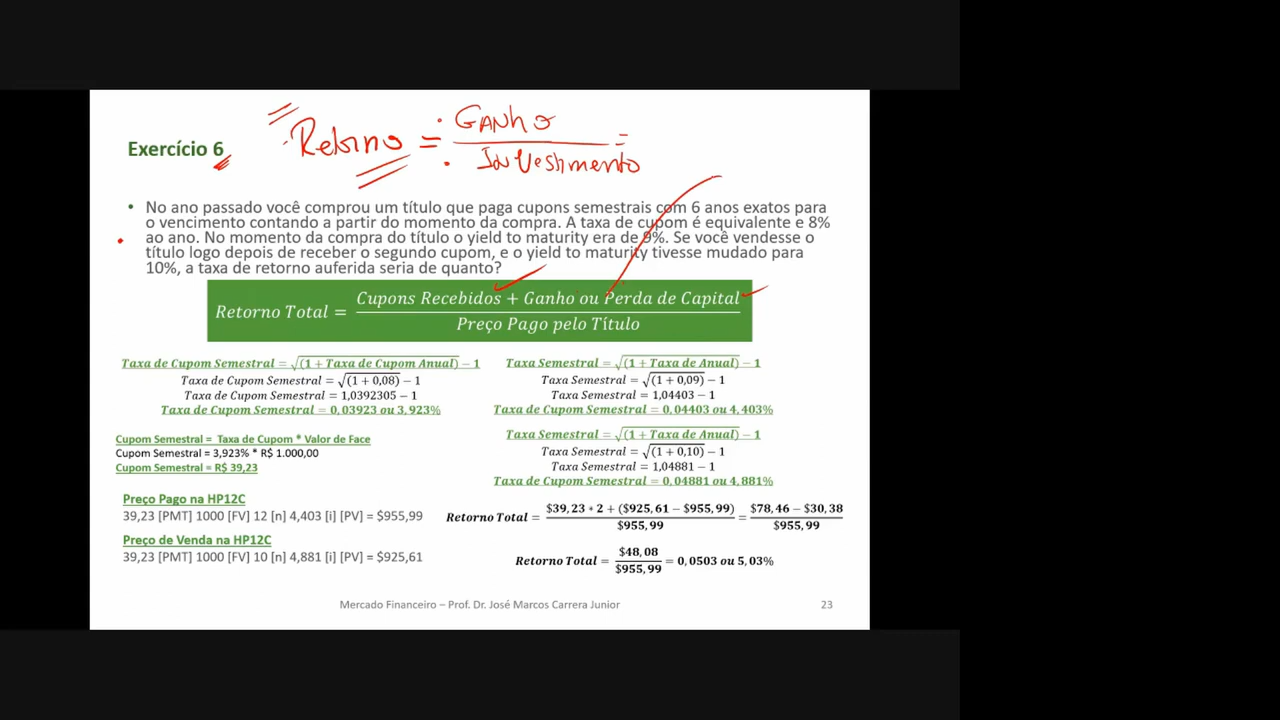 Retorno = GANhO
Investimento =
Exercício 6
• No ano passado você comprou um título que paga cupons semestrais com 6 anos exatos para
o vencimento contando a partir do momento da compra. A taxa de cupom é equivalente e 8%
ao ano. No momento da compra do título o yield to maturity era de 9%. Se você vendesse o
título logo depois de receber o segundo cupom, e o yield to maturity tivesse mudado para
10%, a taxa de retorno auferida seria de quanto?
Retorno Total = Cupons Recebidos + Ganho ou Perda de Capital
Preço Pago pelo Título
Taxa de Cupom Semestral = √(1 + Taxa de Cupom Anual) − 1
Taxa de Cupom Semestral = √(1 + 0,08) − 1
Taxa de Cupom Semestral = 1,0392305 − 1
Taxa de Cupom Semestral = 0,03923 ou 3,923%
Taxa Semestral = √(1 + Taxa de Anual) − 1
Taxa Semestral = √(1 + 0,09) − 1
Taxa Semestral = 1,04403 − 1
Taxa de Cupom Semestral = 0,04403 ou 4,403%
Taxa Semestral = √(1 + Taxa de Anual) − 1
Taxa Semestral = √(1 + 0,10) − 1
Taxa Semestral = 1,04881 − 1
Taxa de Cupom Semestral = 0,04881 ou 4,881%
Cupom Semestral = Taxa de Cupom * Valor de Face
Cupom Semestral = 3,923% * R$ 1.000,00
Cupom Semestral = R$ 39,23
Preço Pago na HP12C
39,23 [PMT] 1000 [FV] 12 [n] 4,403 [i] [PV] = $955,99
Preço de Venda na HP12C
39,23 [PMT] 1000 [FV] 10 [n] 4,881 [i] [PV] = $925,61
Retorno Total = $39,23 * 2 + ($925,61 − $955,99) = $78,46 − $30,38
$955,99 $955,99
Retorno Total = $48,08 = 0,0503 ou 5,03%
$955,99
Mercado Financeiro – Prof. Dr. José Marcos Carrera Junior 23